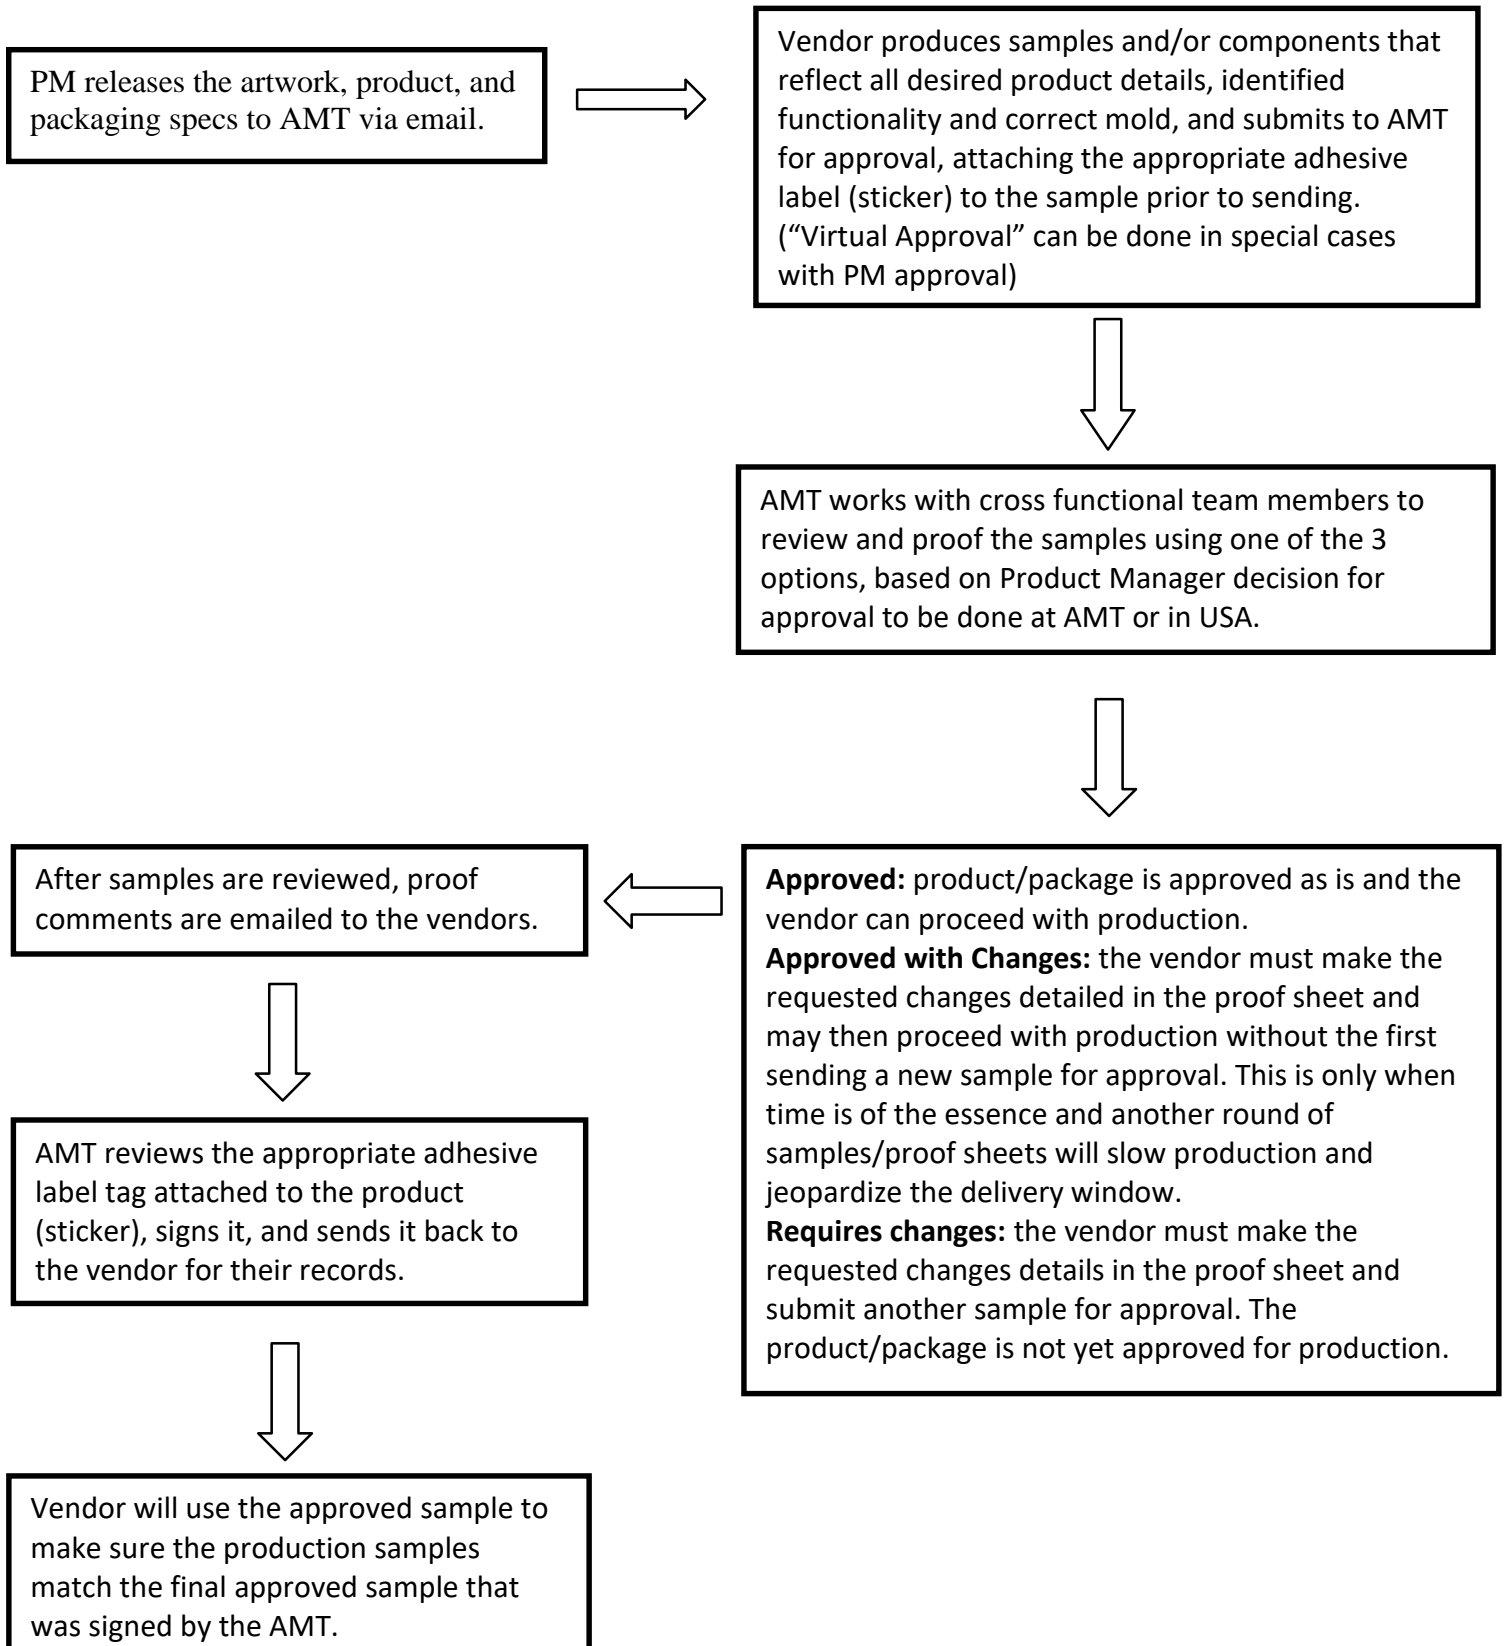 PM releases the artwork, product, and
packaging specs to AMT via email.
Vendor produces samples and/or components that
reflect all desired product details, identified
functionality and correct mold, and submits to AMT
for approval, attaching the appropriate adhesive
label (sticker) to the sample prior to sending.
(“Virtual Approval” can be done in special cases
with PM approval)
AMT works with cross functional team members to
review and proof the samples using one of the 3
options, based on Product Manager decision for
approval to be done at AMT or in USA.
Approved: product/package is approved as is and the
vendor can proceed with production.
Approved with Changes: the vendor must make the
requested changes detailed in the proof sheet and
may then proceed with production without the first
sending a new sample for approval. This is only when
time is of the essence and another round of
samples/proof sheets will slow production and
jeopardize the delivery window.
Requires changes: the vendor must make the
requested changes details in the proof sheet and
submit another sample for approval. The
product/package is not yet approved for production.
After samples are reviewed, proof
comments are emailed to the vendors.
AMT reviews the appropriate adhesive
label tag attached to the product
(sticker), signs it, and sends it back to
the vendor for their records.
Vendor will use the approved sample to
make sure the production samples
match the final approved sample that
was signed by the AMT.